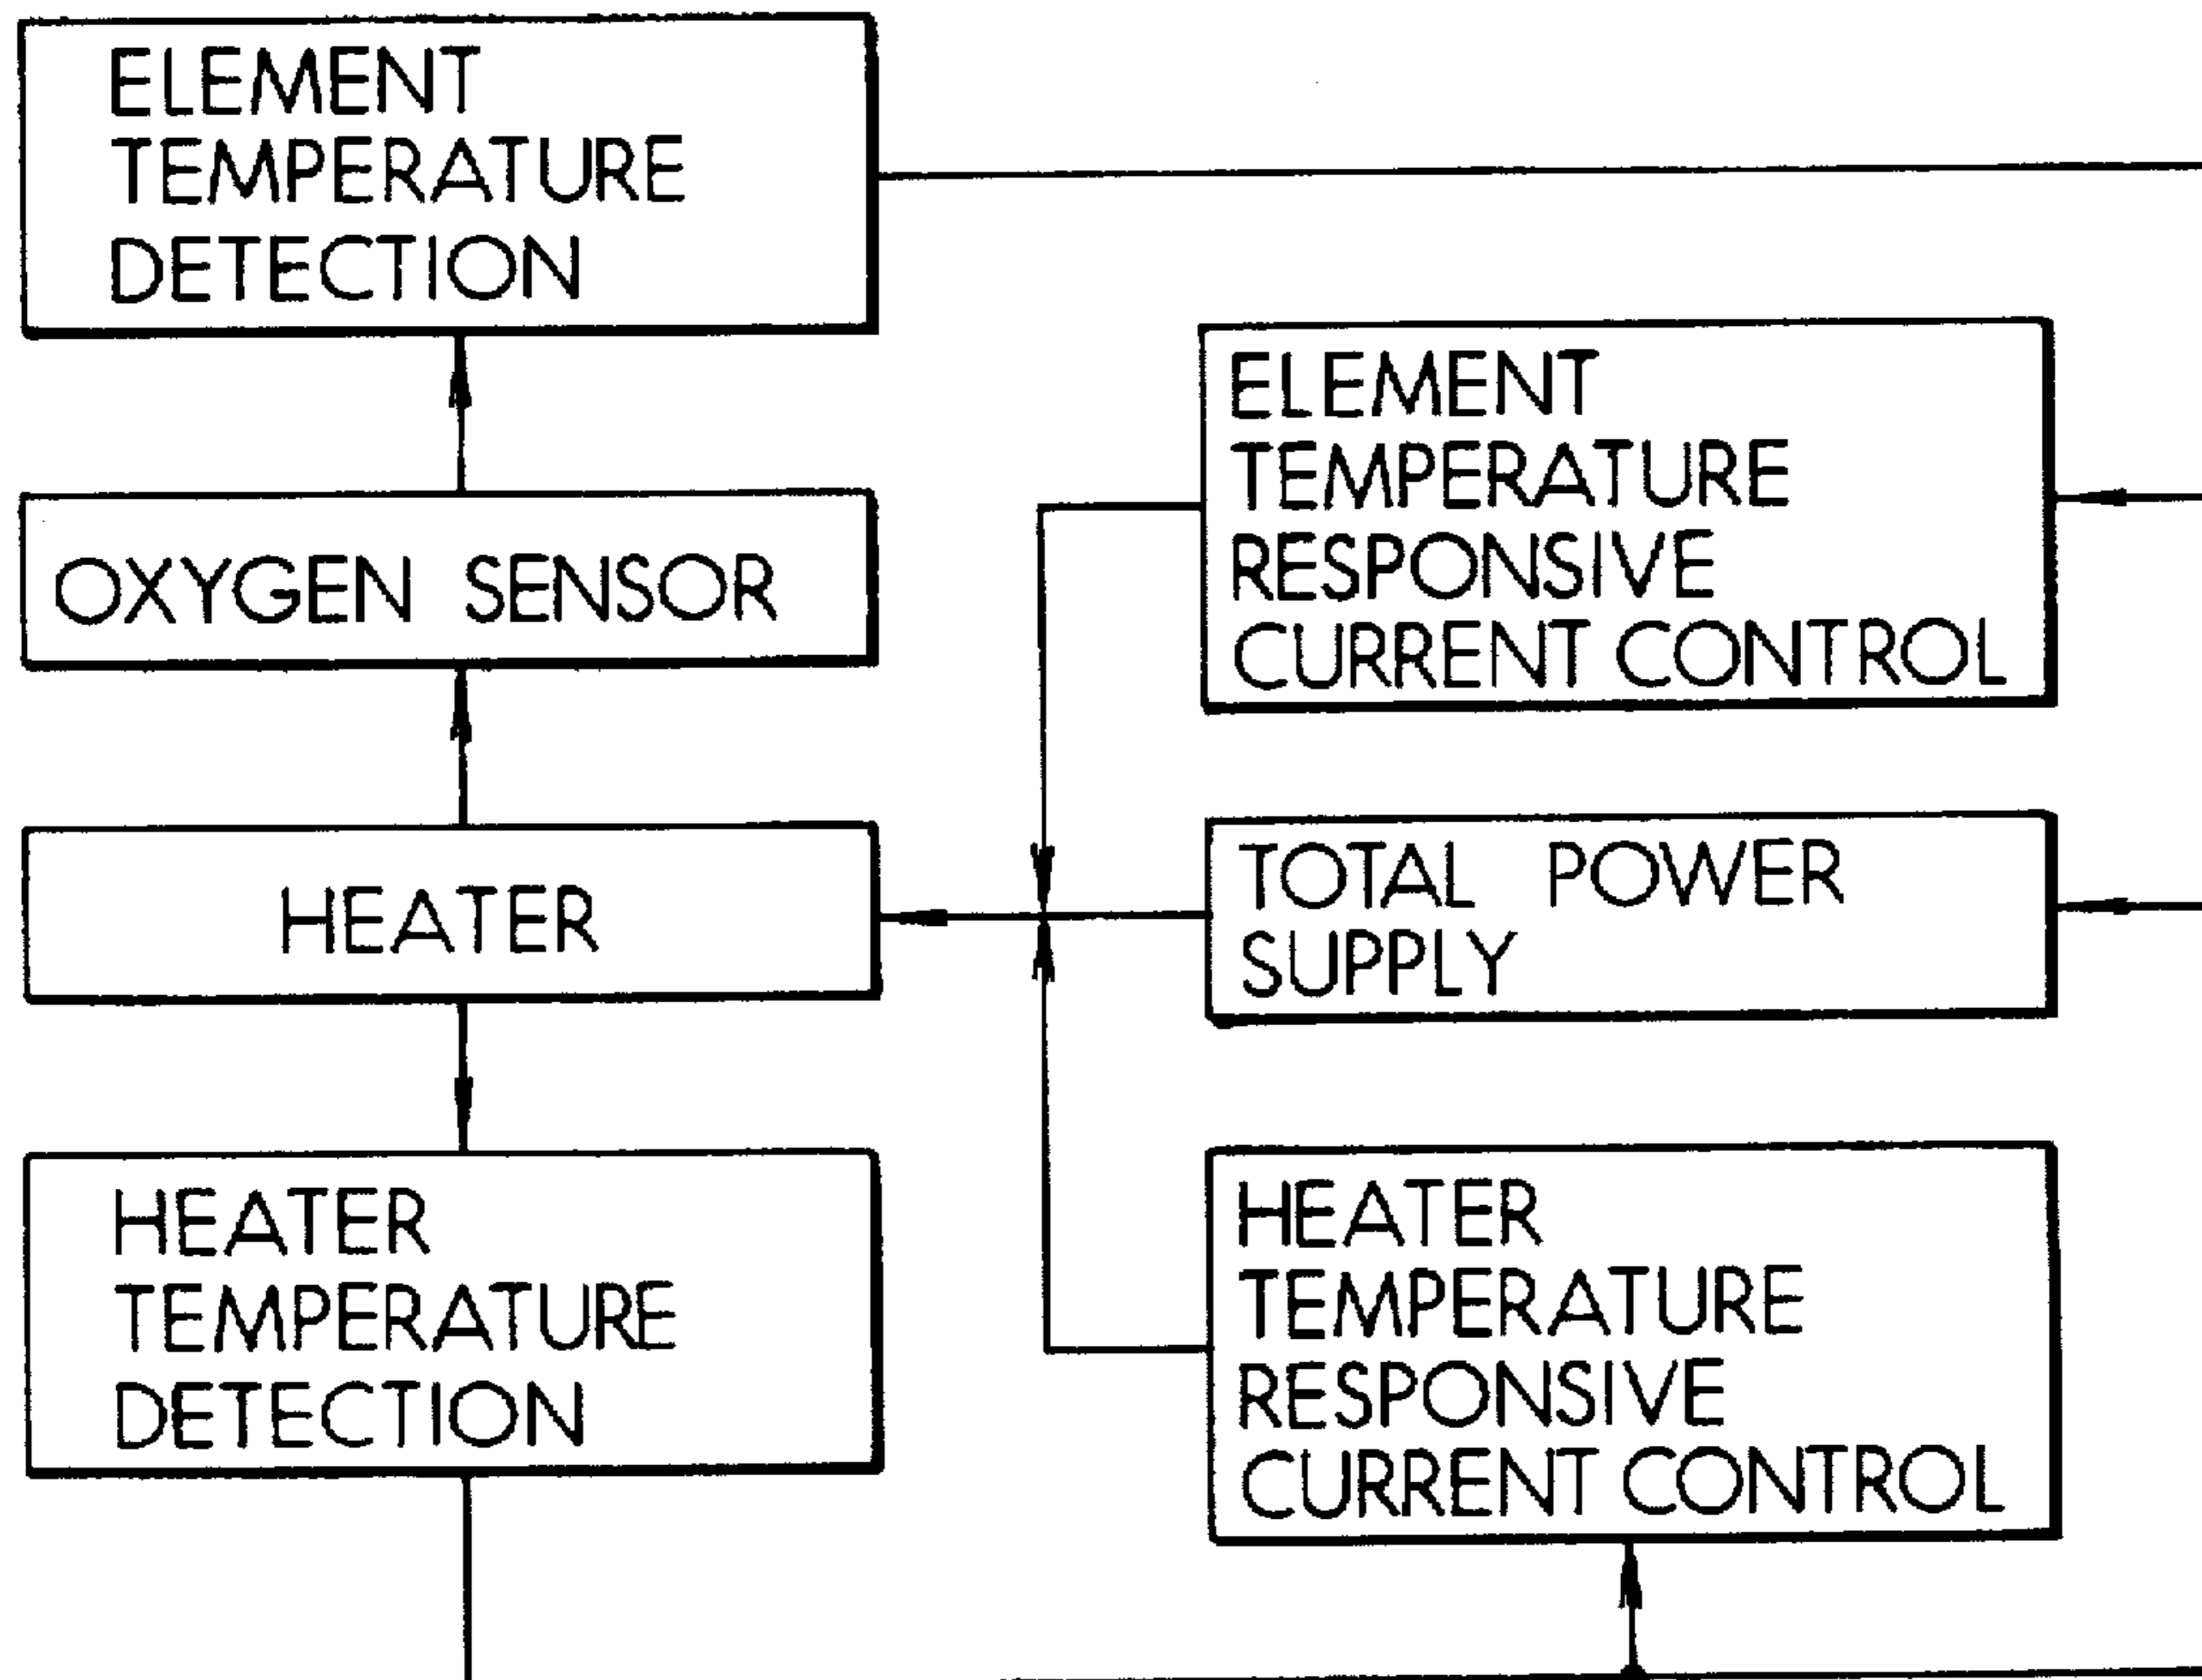 ELEMENT
TEMPERATURE
DETECTION
OXYGEN SENSOR
HEATER
HEATER
TEMPERATURE
DETECTION
ELEMENT
TEMPERATURE
RESPONSIVE
CURRENT CONTROL
TOTAL POWER
SUPPLY
HEATER
TEMPERATURE
RESPONSIVE
CURRENT CONTROL